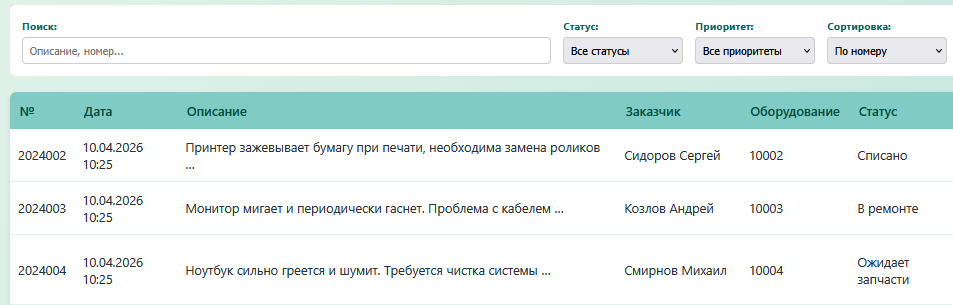 Поиск: Статус: Приоритет: Сортировка:
Описание, номер... Все статусы Все приоритеты По номеру
№ Дата Описание Заказчик Оборудование Статус
2024002 10.04.2026 10:25 Принтер зажевывает бумагу при печати, необходима замена роликов ... Сидоров Сергей 10002 Списано
2024003 10.04.2026 10:25 Монитор мигает и периодически гаснет. Проблема с кабелем ... Козлов Андрей 10003 В ремонте
2024004 10.04.2026 10:25 Ноутбук сильно греется и шумит. Требуется чистка системы ... Смирнов Михаил 10004 Ожидает запчасти